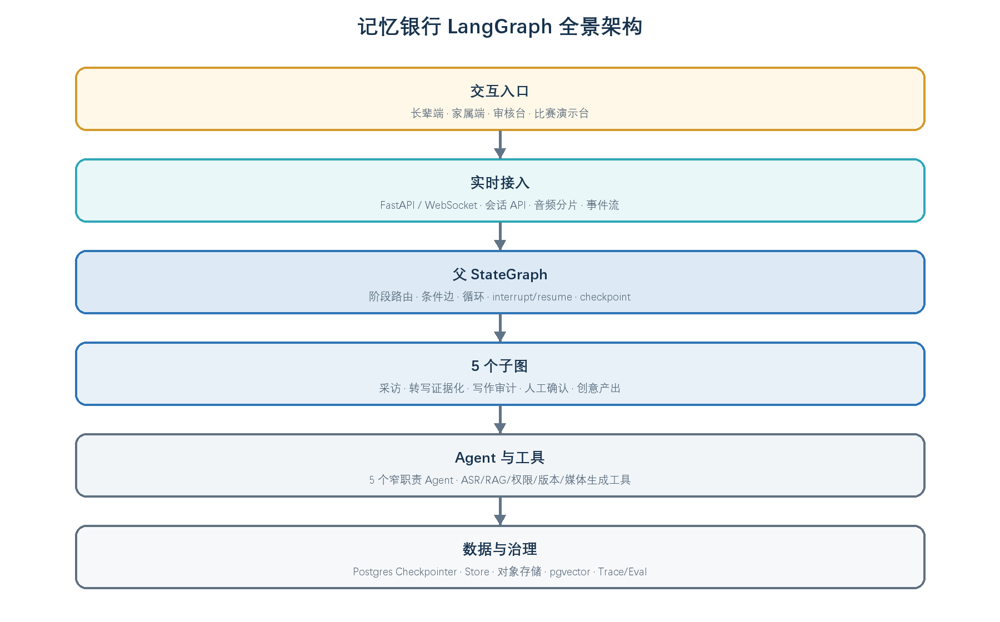 记忆银行 LangGraph 全景架构
交互入口
长辈端 · 家属端 · 审核台 · 比赛演示台
实时接入
FastAPI / WebSocket · 会话 API · 音频分片 · 事件流
父 StateGraph
阶段路由 · 条件边 · 循环 · interrupt/resume · checkpoint
5 个子图
采访 · 转写证据化 · 写作审计 · 人工确认 · 创意产出
Agent 与工具
5 个窄职责 Agent · ASR/RAG/权限/版本/媒体生成工具
数据与治理
Postgres Checkpointer · Store · 对象存储 · pgvector · Trace/Eval